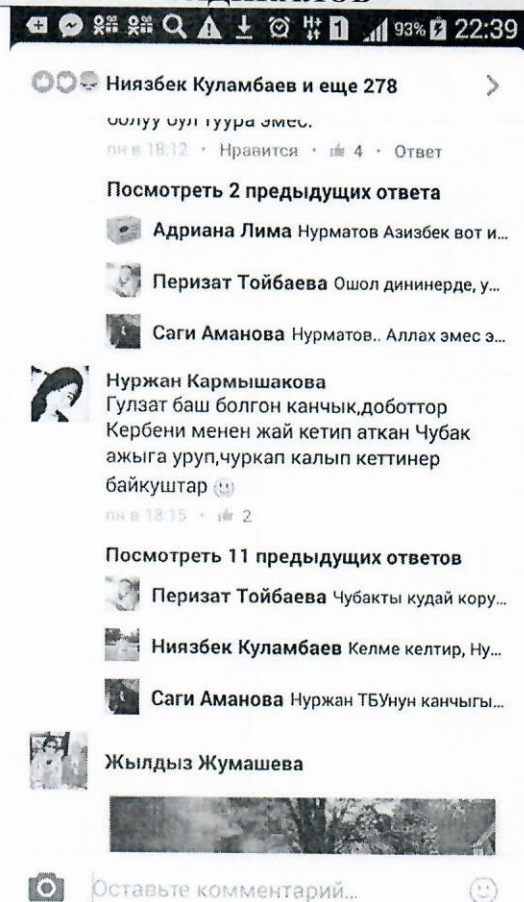 H+ 1 93% 22:39
Ниязбек Куламбаев и еще 278
болуу бул туура эмес.
пн в 18:12 · Нравится · 4 · Ответ
Посмотреть 2 предыдущих ответа
Адриана Лима Нурматов Азизбек вот и...
Перизат Тойбаева Ошол дининерде, у...
Саги Аманова Нурматов.. Аллах эмес э...
Нуржан Кармышакова
Гулзат баш болгон канчык,доботтор
Кербени менен жай кетип аткан Чубак
ажыга уруп,чуркап калып кеттинер
байкуштар
пн в 18:15 · 2
Посмотреть 11 предыдущих ответов
Перизат Тойбаева Чубакты кудай кору...
Ниязбек Куламбаев Келме келтир, Ну...
Саги Аманова Нуржан ТБУнун канчыгы...
Жылдыз Жумашева
Оставьте комментарий...